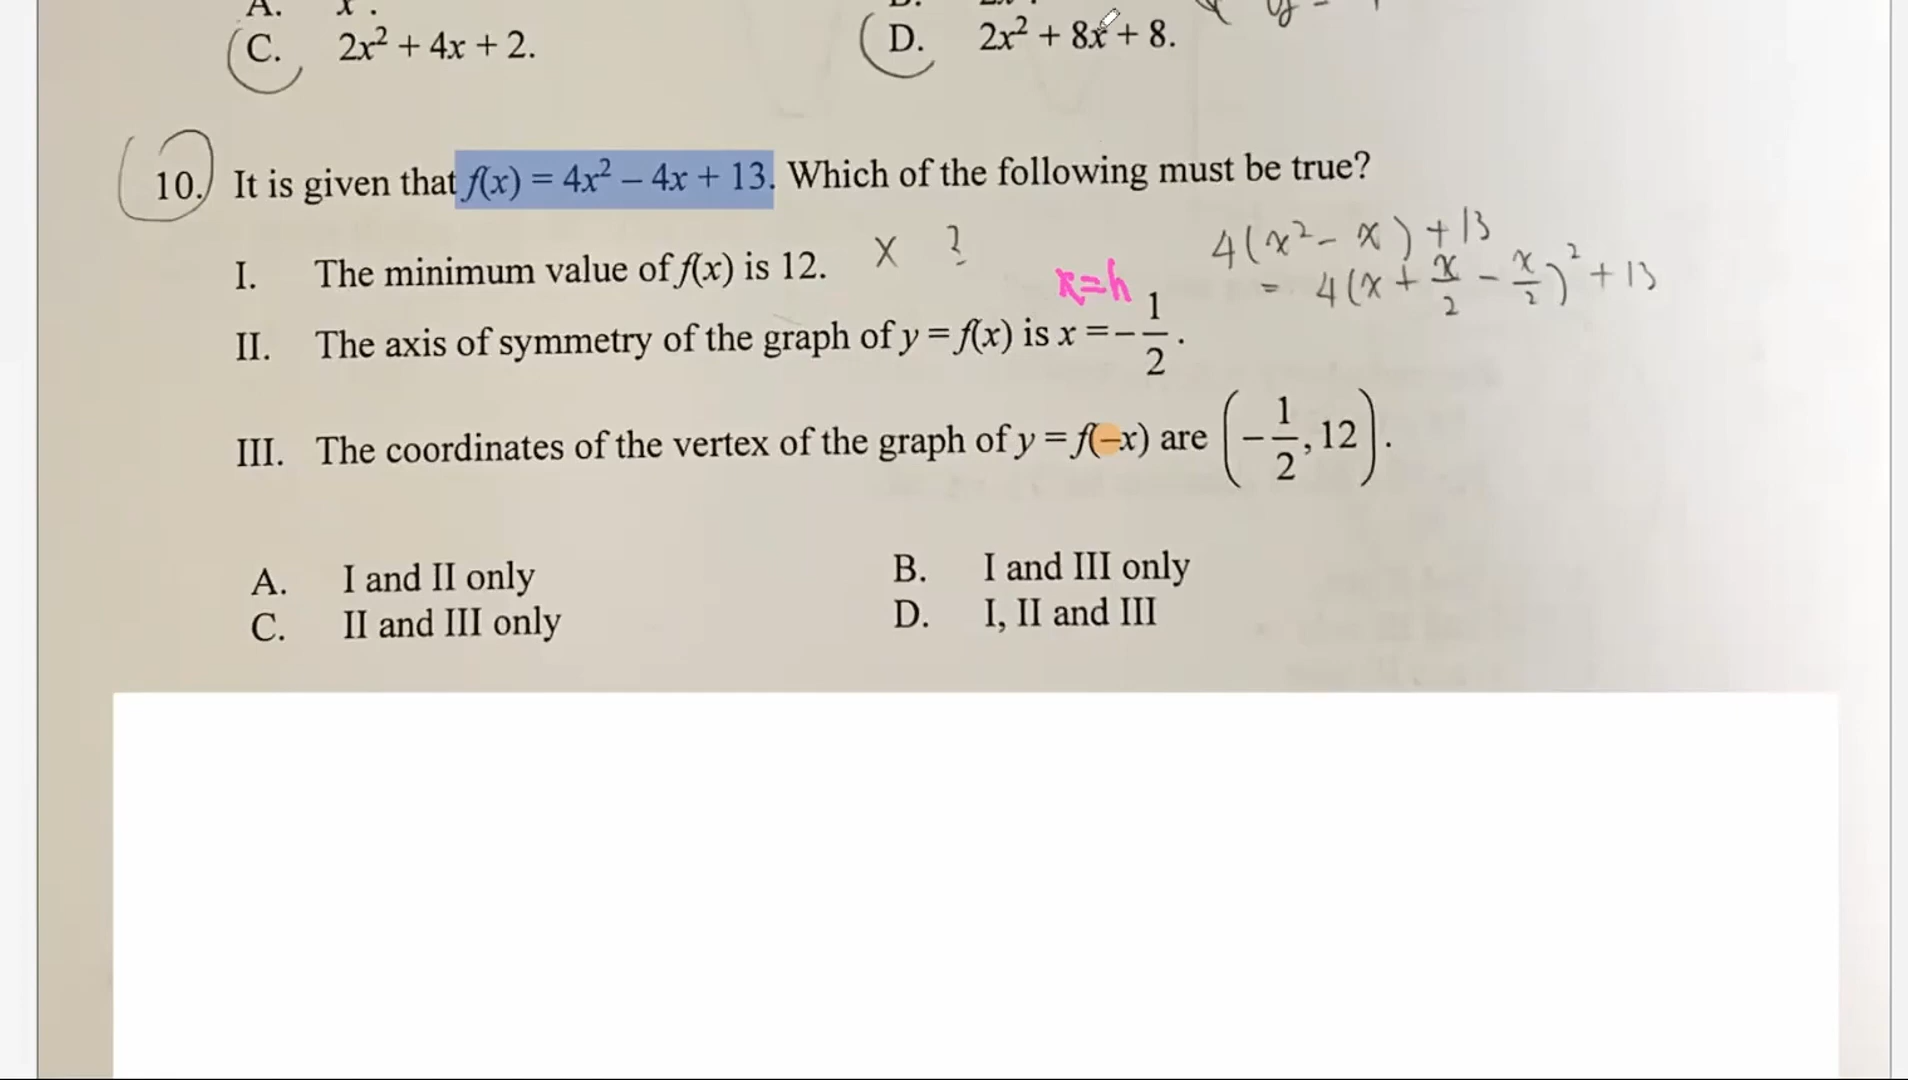 A. x .
C. 2x² + 4x + 2.
D. 2x² + 8x + 8.
10. It is given that f(x) = 4x² – 4x + 13. Which of the following must be true?
4(x² - x) + 13
I. The minimum value of f(x) is 12. X ?
= 4(x + x/2 - x/2)² + 13
x=h
II. The axis of symmetry of the graph of y = f(x) is x = –1/2.
III. The coordinates of the vertex of the graph of y = f(–x) are (–1/2, 12).
A. I and II only
B. I and III only
C. II and III only
D. I, II and III